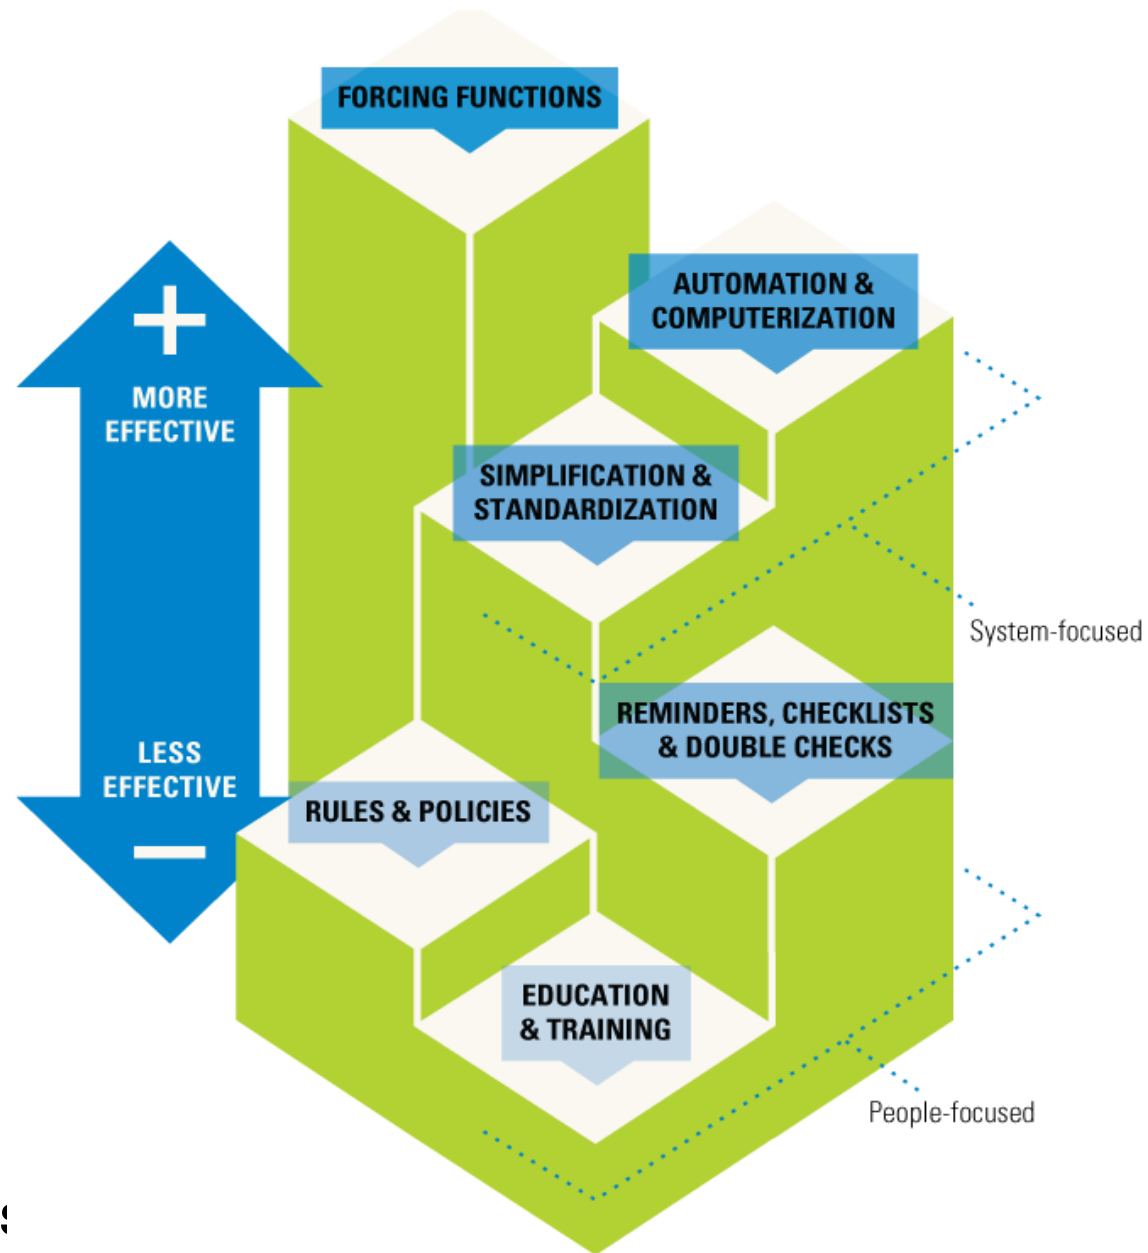 FORCING FUNCTIONS
AUTOMATION &
COMPUTERIZATION
+
MORE
EFFECTIVE
SIMPLIFICATION &
STANDARDIZATION
System-focused
REMINDERS, CHECKLISTS
& DOUBLE CHECKS
LESS
EFFECTIVE
—
RULES & POLICIES
EDUCATION
& TRAINING
People-focused